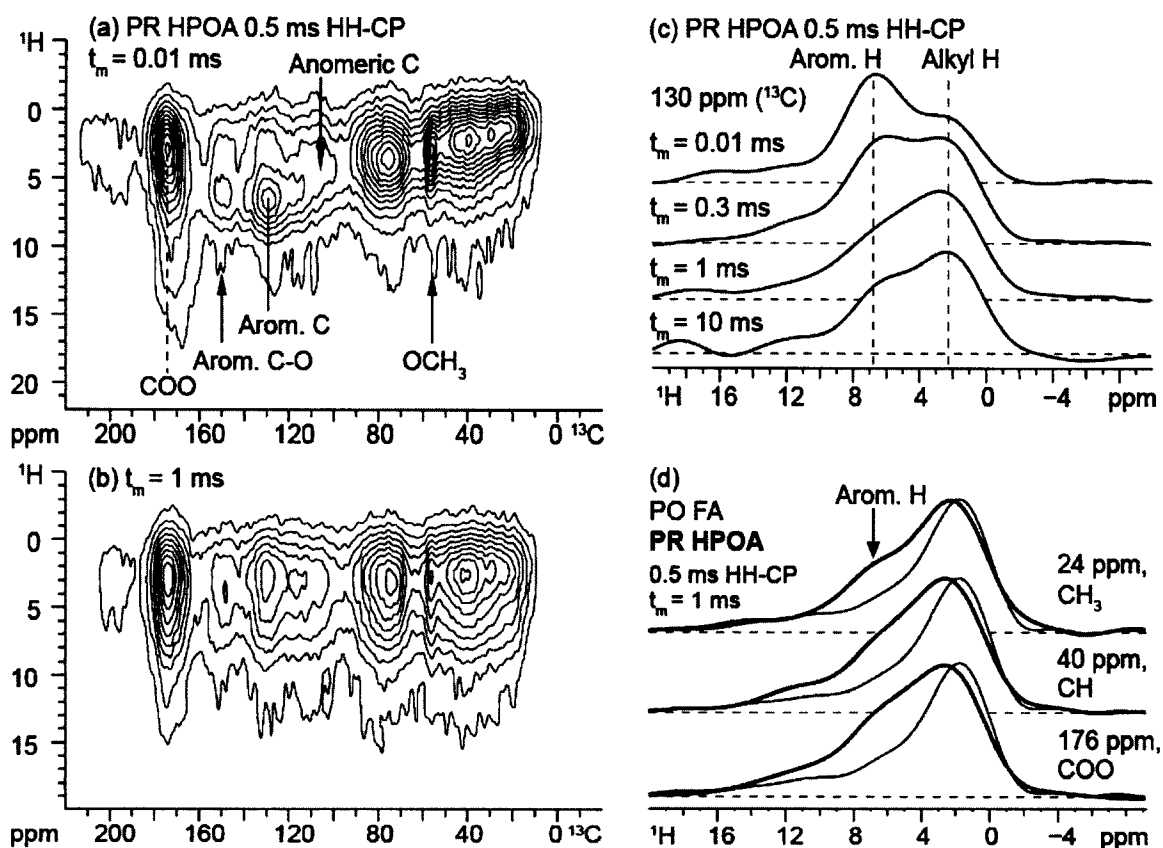 (a) PR HPOA 0.5 ms HH-CP
¹H
tₘ = 0.01 ms
Anomeric C
0
5
10
15
20
Arom. C
Arom. C-O
OCH₃
COO
ppm 200 160 120 80 40 0 ¹³C
(b) tₘ = 1 ms
¹H
0
5
10
15
ppm 200 160 120 80 40 0 ¹³C
(c) PR HPOA 0.5 ms HH-CP
Arom. H Alkyl H
130 ppm (¹³C)
tₘ = 0.01 ms
tₘ = 0.3 ms
tₘ = 1 ms
tₘ = 10 ms
¹H 16 12 8 4 0 −4 ppm
(d)
Arom. H
PO FA
PR HPOA
0.5 ms HH-CP
tₘ = 1 ms
24 ppm,
CH₃
40 ppm,
CH
176 ppm,
COO
¹H 16 12 8 4 0 −4 ppm